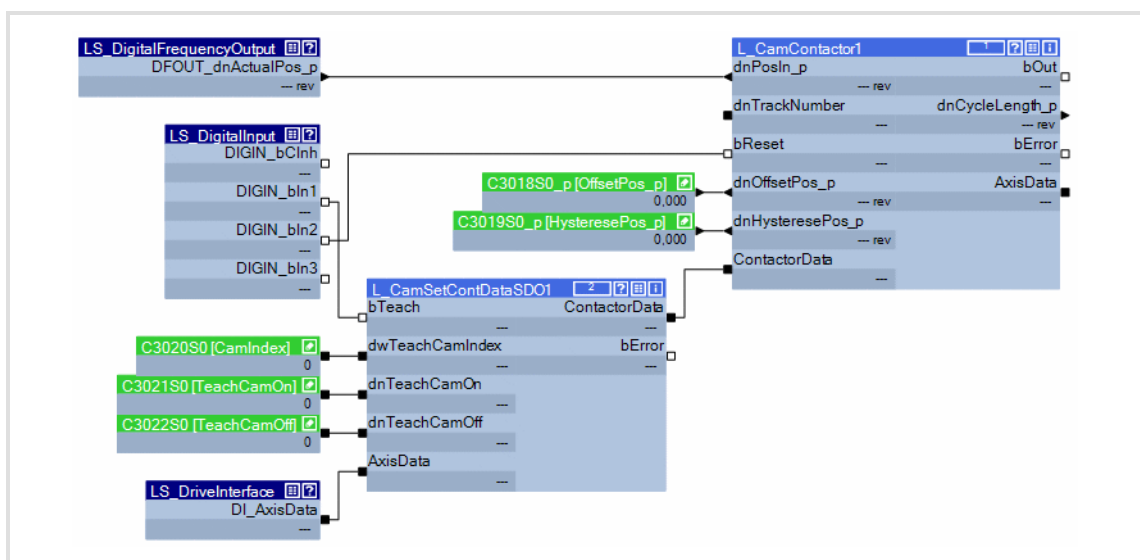 LS_DigitalFrequencyOutput
DFOUT_dnActualPos_p
--- rev
LS_DigitalInput
DIGIN_bCInh
---
DIGIN_bIn1
---
DIGIN_bIn2
---
DIGIN_bIn3
---
C3018S0_p [OffsetPos_p]
0,000
C3019S0_p [HysteresePos_p]
0,000
L_CamContactor1 1
dnPosIn_p bOut
--- rev ---
dnTrackNumber dnCycleLength_p
--- --- rev
bReset bError
--- ---
dnOffsetPos_p AxisData
--- rev ---
dnHysteresePos_p
--- rev
ContactorData
---
L_CamSetContDataSDO1 2
bTeach ContactorData
--- ---
dwTeachCamIndex bError
--- ---
dnTeachCamOn
---
dnTeachCamOff
---
AxisData
---
C3020S0 [CamIndex]
0
C3021S0 [TeachCamOn]
0
C3022S0 [TeachCamOff]
0
LS_DriveInterface
DI_AxisData
---